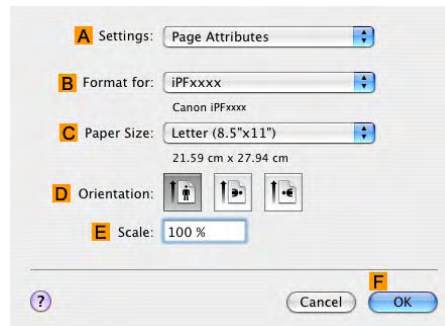 A Settings: Page Attributes
B Format for: iPFxxxx
Canon iPFxxxx
C Paper Size: Letter (8.5"x11")
21.59 cm x 27.94 cm
D Orientation:
E Scale: 100 %
F
? Cancel OK